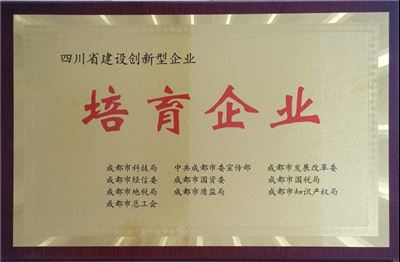 四川省建设创新型企业
培育企业
成都市科技局 中共成都市委宣传部 成都市发展改革委
成都市经信委 成都市国资委 成都市国税局
成都市地税局 成都市质监局 成都市知识产权局
成都市总工会